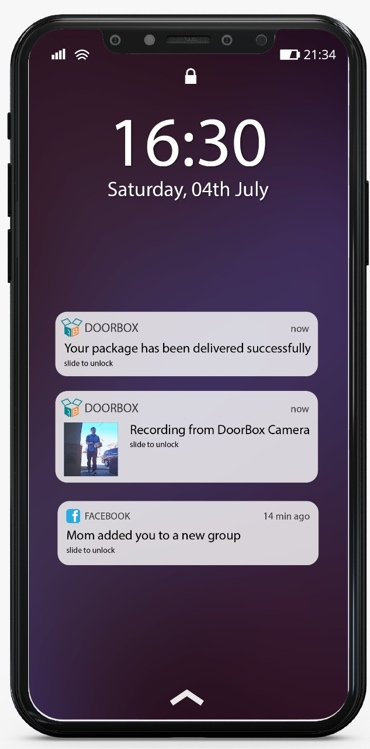 21:34
16:30
Saturday, 04th July
DOORBOX now
Your package has been delivered successfully
slide to unlock
DOORBOX now
Recording from DoorBox Camera
slide to unlock
f FACEBOOK 14 min ago
Mom added you to a new group
slide to unlock